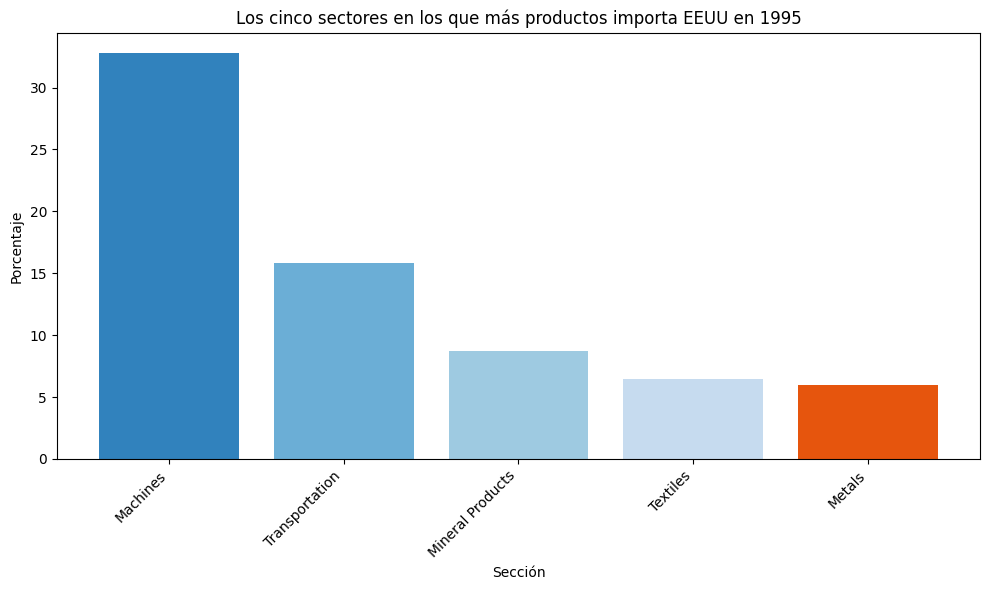 Los cinco sectores en los que más productos importa EEUU en 1995
Porcentaje
30
25
20
15
10
5
0
Machines
Transportation
Mineral Products
Textiles
Metals
Sección